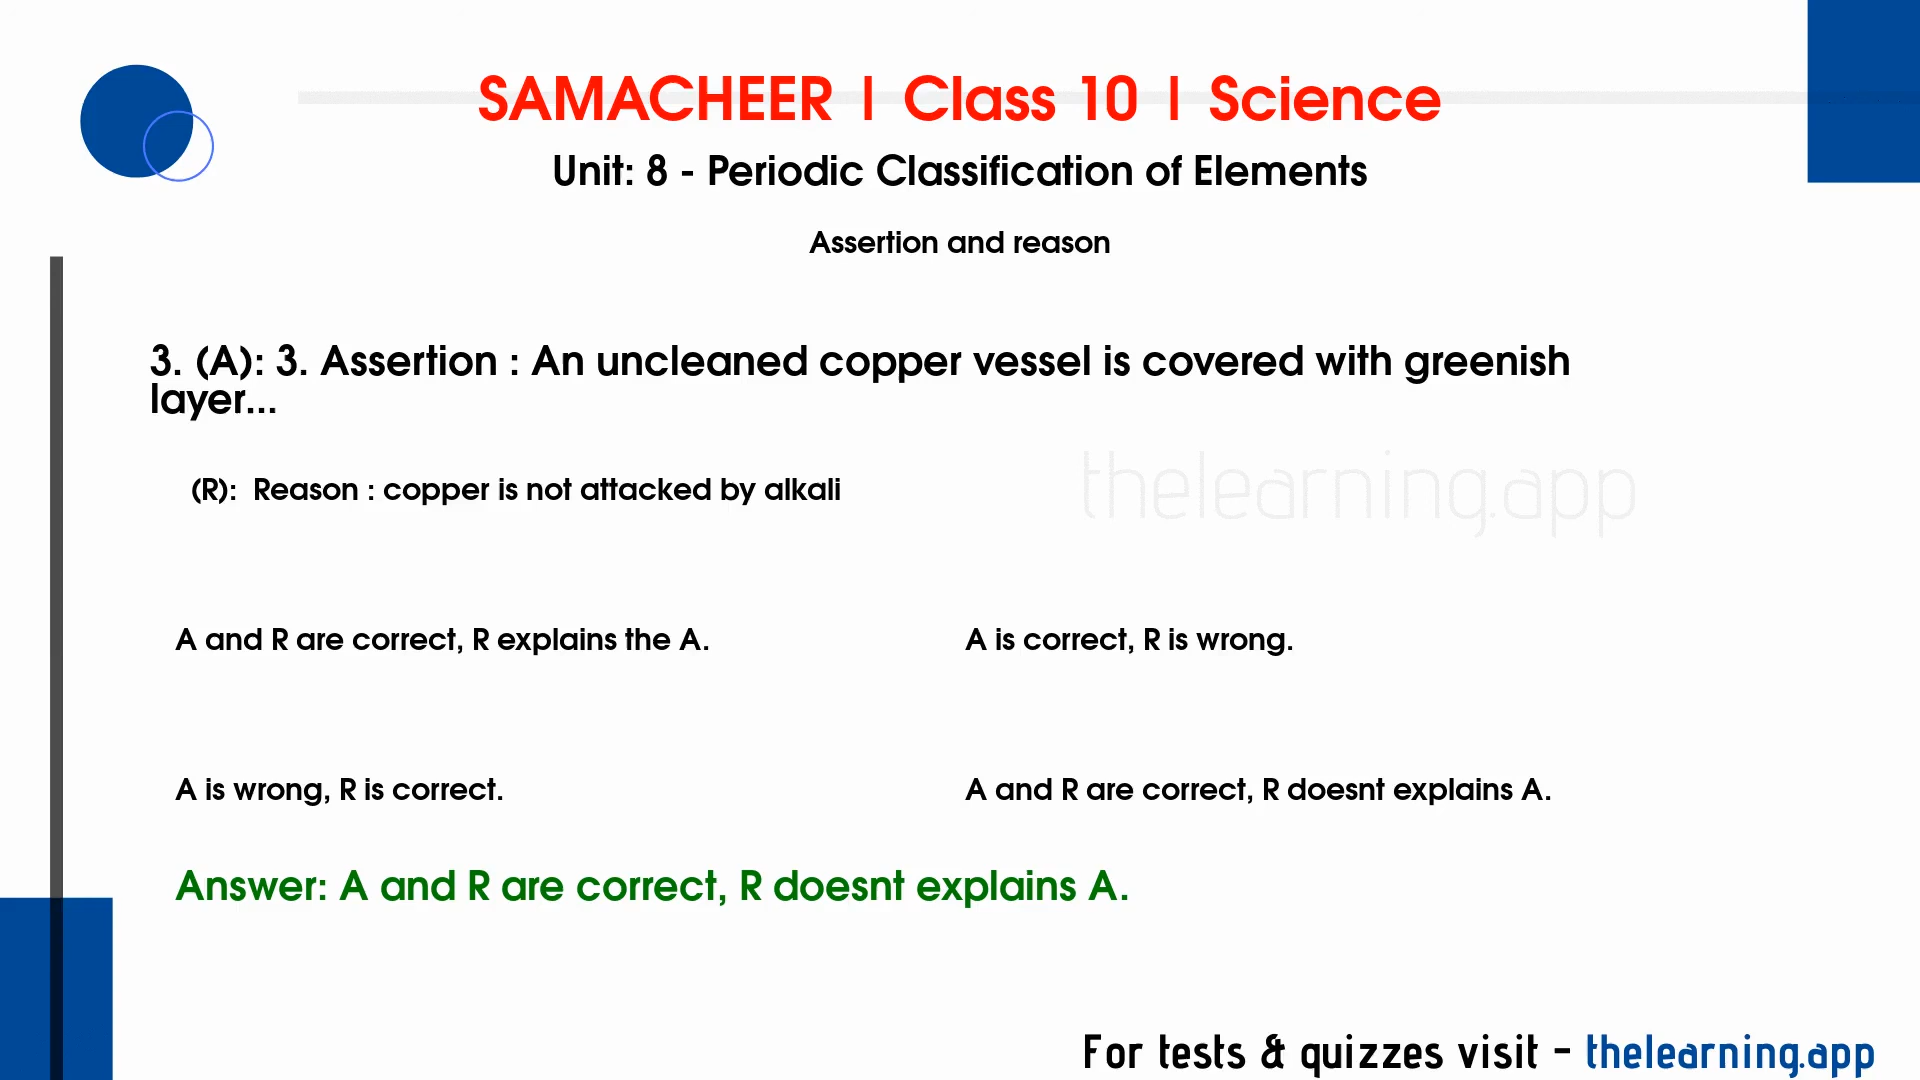 SAMACHEER | Class 10 | Science
Unit: 8 - Periodic Classification of Elements
Assertion and reason
3. (A): 3. Assertion : An uncleaned copper vessel is covered with greenish
layer...
(R):  Reason : copper is not attacked by alkali
thelearning.app
A and R are correct, R explains the A.
A is correct, R is wrong.
A is wrong, R is correct.
A and R are correct, R doesnt explains A.
Answer: A and R are correct, R doesnt explains A.
For tests & quizzes visit - thelearning.app